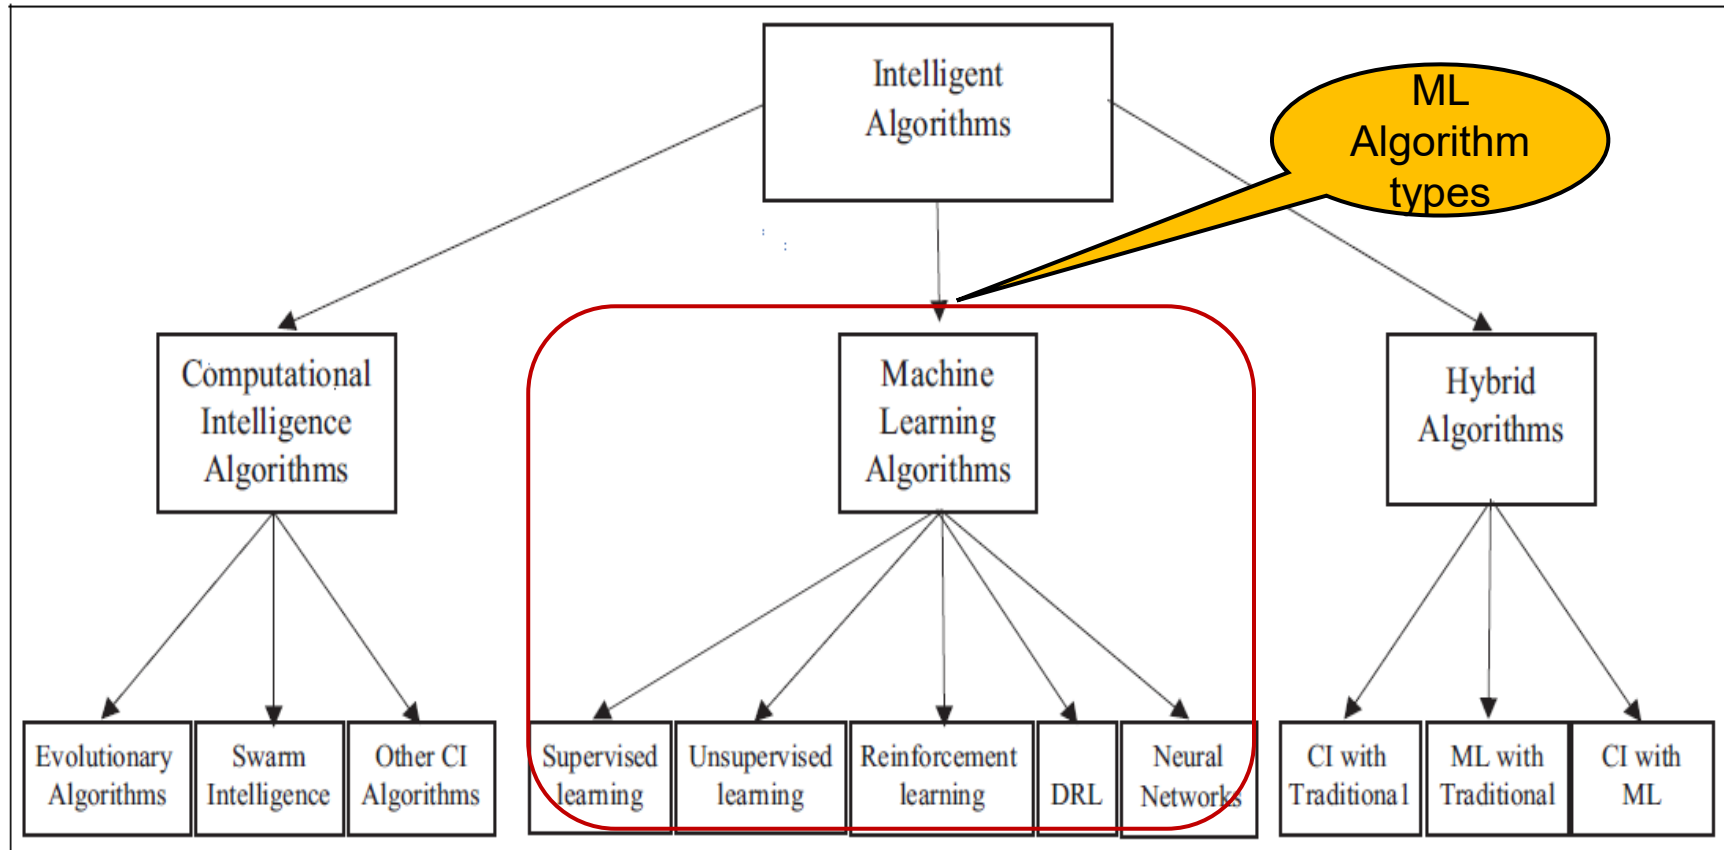 Intelligent
Algorithms
ML
Algorithm
types
Computational
Intelligence
Algorithms
Machine
Learning
Algorithms
Hybrid
Algorithms
Evolutionary
Algorithms
Swarm
Intelligence
Other CI
Algorithms
Supervised
learning
Unsupervised
learning
Reinforcement
learning
DRL
Neural
Networks
CI with
Traditional
ML with
Traditional
CI with
ML